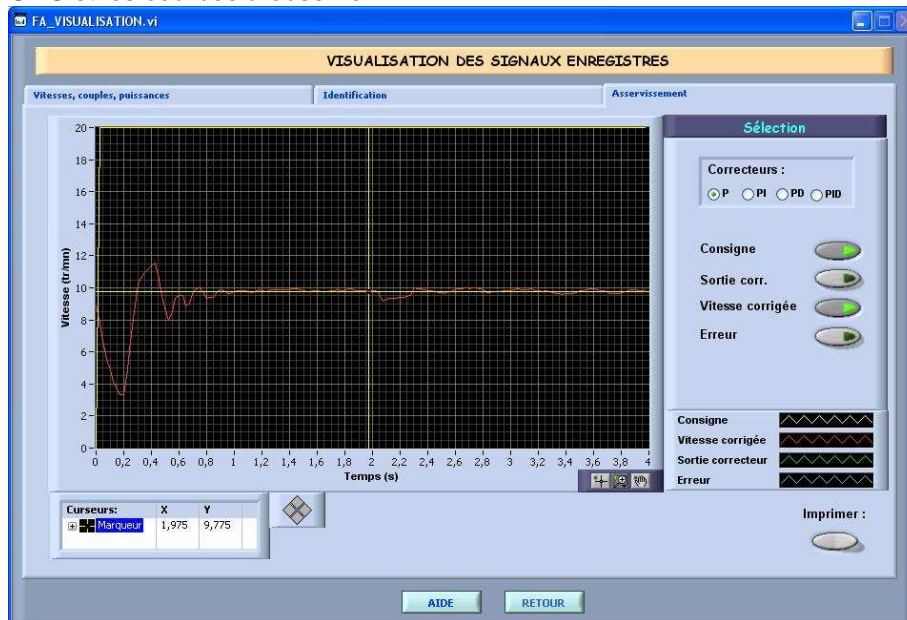 FA_VISUALISATION.vi
VISUALISATION DES SIGNAUX ENREGISTRES
Vitesses, couples, puissances
Identification
Asservissement
Vitesse (tr/mn)
20
18
16
14
12
10
8
6
4
2
0
0 0,2 0,4 0,6 0,8 1 1,2 1,4 1,6 1,8 2 2,2 2,4 2,6 2,8 3 3,2 3,4 3,6 3,8 4
Temps (s)
Sélection
Correcteurs :
P PI PD PID
Consigne
Sortie corr.
Vitesse corrigée
Erreur
Consigne
Vitesse corrigée
Sortie correcteur
Erreur
Curseurs: X Y
Marqueur 1,975 9,775
Imprimer :
AIDE
RETOUR